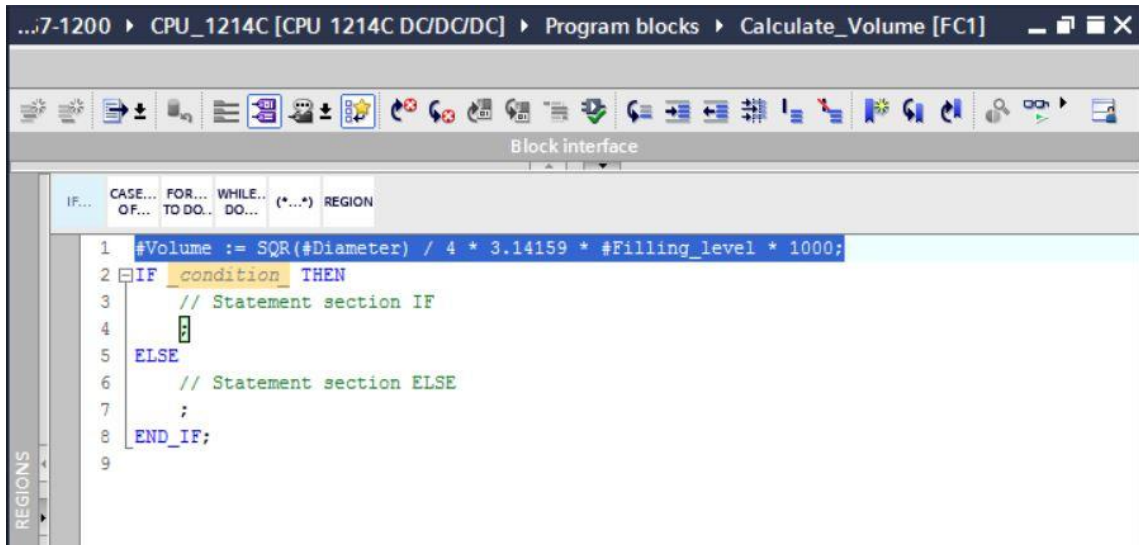 ...7-1200 ▸ CPU_1214C [CPU 1214C DC/DC/DC] ▸ Program blocks ▸ Calculate_Volume [FC1]
Block interface
IF... CASE... OF... FOR... TO DO.. WHILE.. DO... (*...*) REGION
1 #Volume := SQR(#Diameter) / 4 * 3.14159 * #Filling_level * 1000;
2 IF _condition_ THEN
3 // Statement section IF
4 ;
5 ELSE
6 // Statement section ELSE
7 ;
8 END_IF;
9
REGIONS